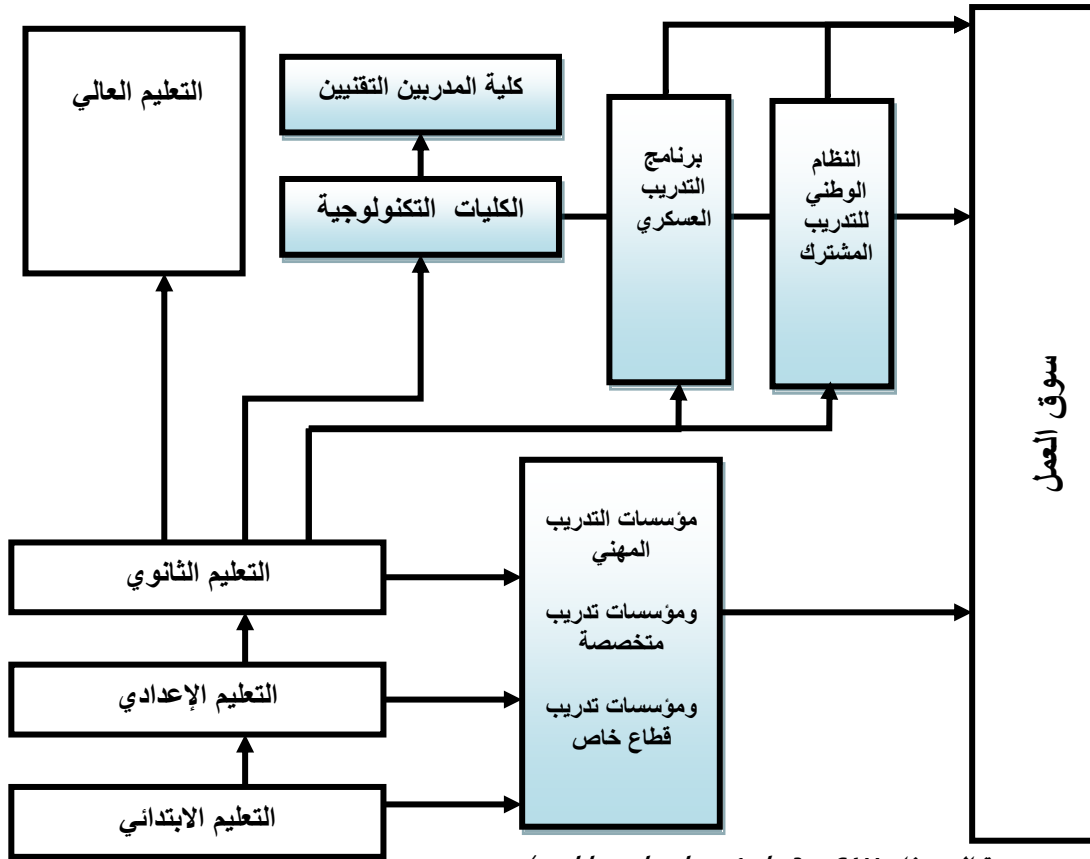 التعليم العالي
كلية المدربين التقنيين
الكليات التكنولوجية
برنامج
التدريب
العسكري
النظام
الوطني
للتدريب
المشترك
سوق العمل
مؤسسات التدريب
المهني
ومؤسسات تدريب
متخصصة
ومؤسسات تدريب
قطاع خاص
التعليم الثانوي
التعليم الإعدادي
التعليم الابتدائي